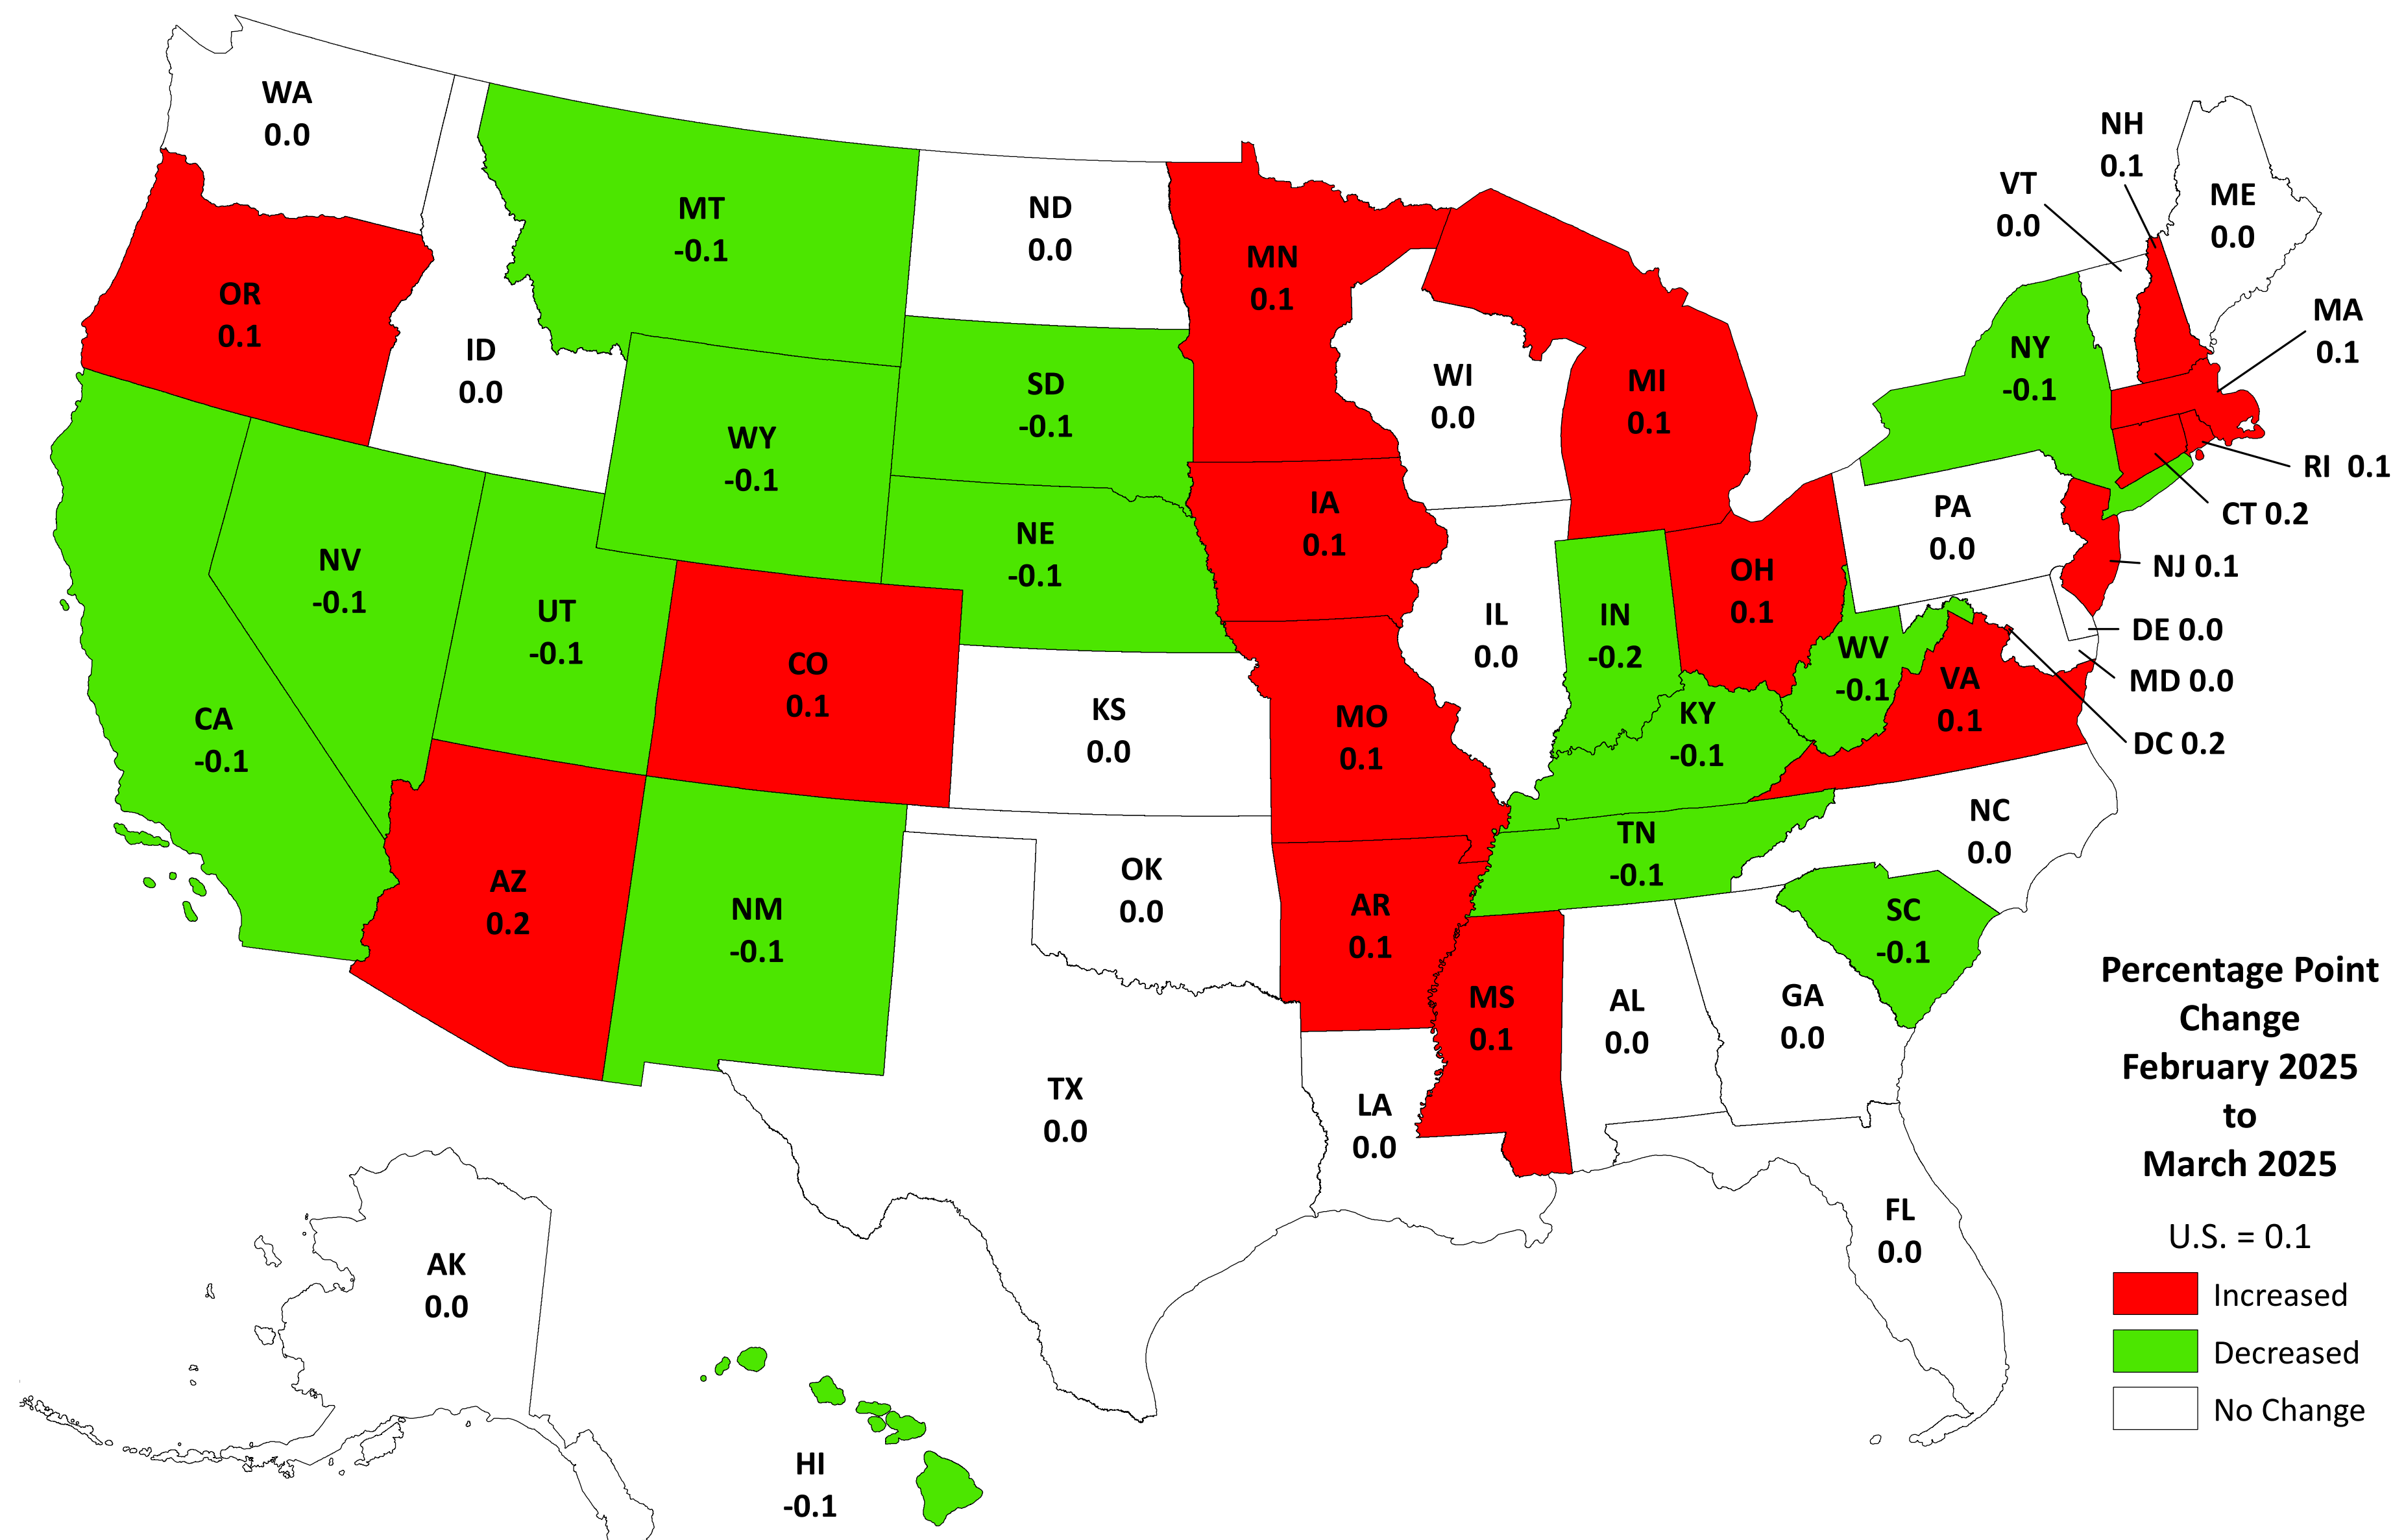 WA
0.0
OR
0.1
MT
-0.1
ID
0.0
ND
0.0
MN
0.1
SD
-0.1
WY
-0.1
WI
0.0
MI
0.1
NH
0.1
VT
0.0
ME
0.0
MA
0.1
NY
-0.1
RI 0.1
CT 0.2
PA
0.0
NJ 0.1
DE 0.0
MD 0.0
DC 0.2
NE
-0.1
IA
0.1
IL
0.0
IN
-0.2
OH
0.1
WV
-0.1
VA
0.1
NV
-0.1
UT
-0.1
CO
0.1
CA
-0.1
KS
0.0
MO
0.1
KY
-0.1
NC
0.0
TN
-0.1
AZ
0.2
NM
-0.1
OK
0.0
AR
0.1
SC
-0.1
MS
0.1
AL
0.0
GA
0.0
TX
0.0
LA
0.0
FL
0.0
AK
0.0
HI
-0.1
Percentage Point
Change
February 2025
to
March 2025
U.S. = 0.1
Increased
Decreased
No Change